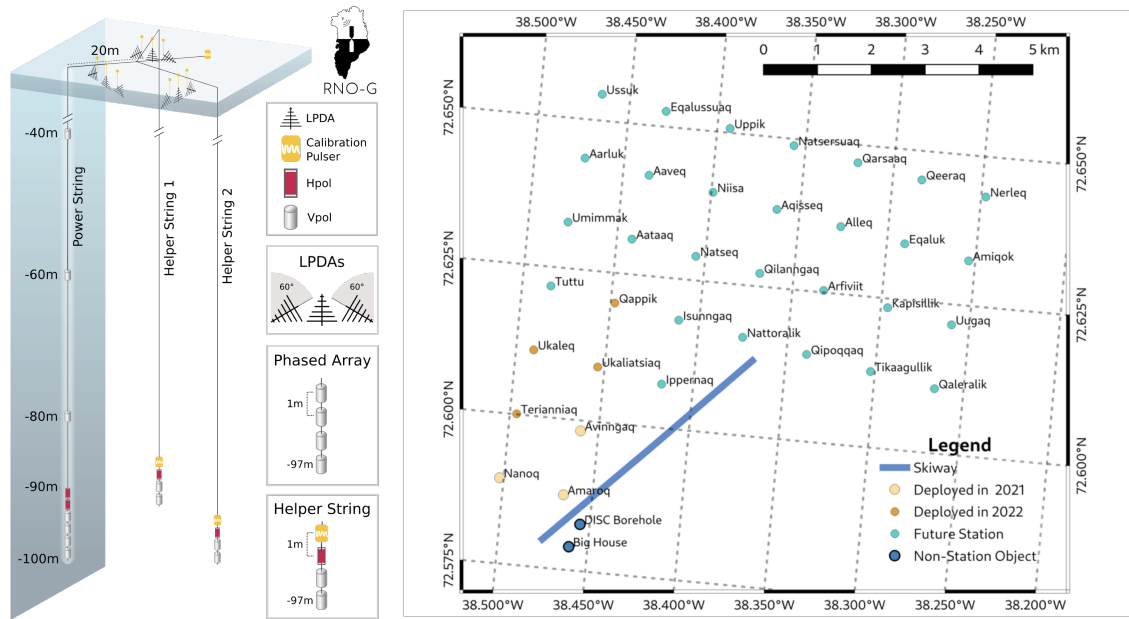 20m
RNO-G
-40m
-60m
-80m
-90m
-100m
Power String
Helper String 1
Helper String 2
LPDA
Calibration
Pulser
Hpol
Vpol
LPDAs
60°
60°
Phased Array
1m
-97m
Helper String
1m
-97m
38.500°W
38.450°W
38.400°W
38.350°W
38.300°W
38.250°W
0 1 2 3 4 5 km
72.650°N
72.625°N
72.600°N
72.575°N
72.650°N
72.625°N
72.600°N
Ussuk
Eqalussuaq
Uppik
Natsersuaq
Qarsaaq
Qeeraq
Nerleq
Aarluk
Aaveq
Niisa
Aqisseq
Alleq
Eqaluk
Amiqok
Umimmak
Aataaq
Natseq
Qilanngaq
Arfiviit
Kapisillik
Uugaq
Tuttu
Qappik
Isunngaq
Nattoralik
Qipoqqaq
Tikaagullik
Qaleralik
Ukaleq
Ukaliatsiaq
Ippernaq
Terianniaq
Avinngaq
Nanoq
Amaroq
DISC Borehole
Big House
Legend
Skiway
Deployed in 2021
Deployed in 2022
Future Station
Non-Station Object
38.500°W
38.450°W
38.400°W
38.350°W
38.300°W
38.250°W
38.200°W